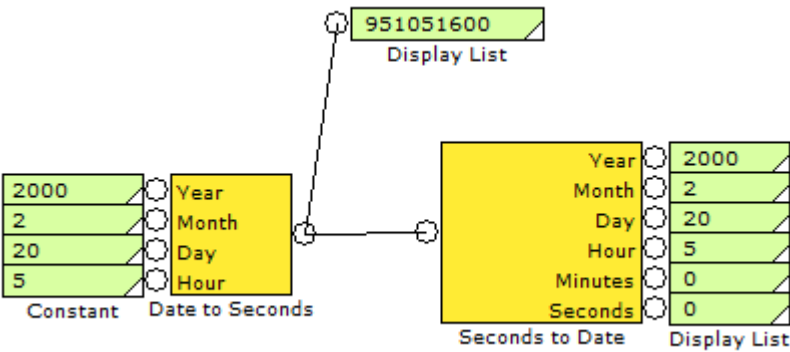 951051600
Display List
2000 Year
2 Month
20 Day
5 Hour
Constant Date to Seconds
Year 2000
Month 2
Day 20
Hour 5
Minutes 0
Seconds 0
Seconds to Date Display List